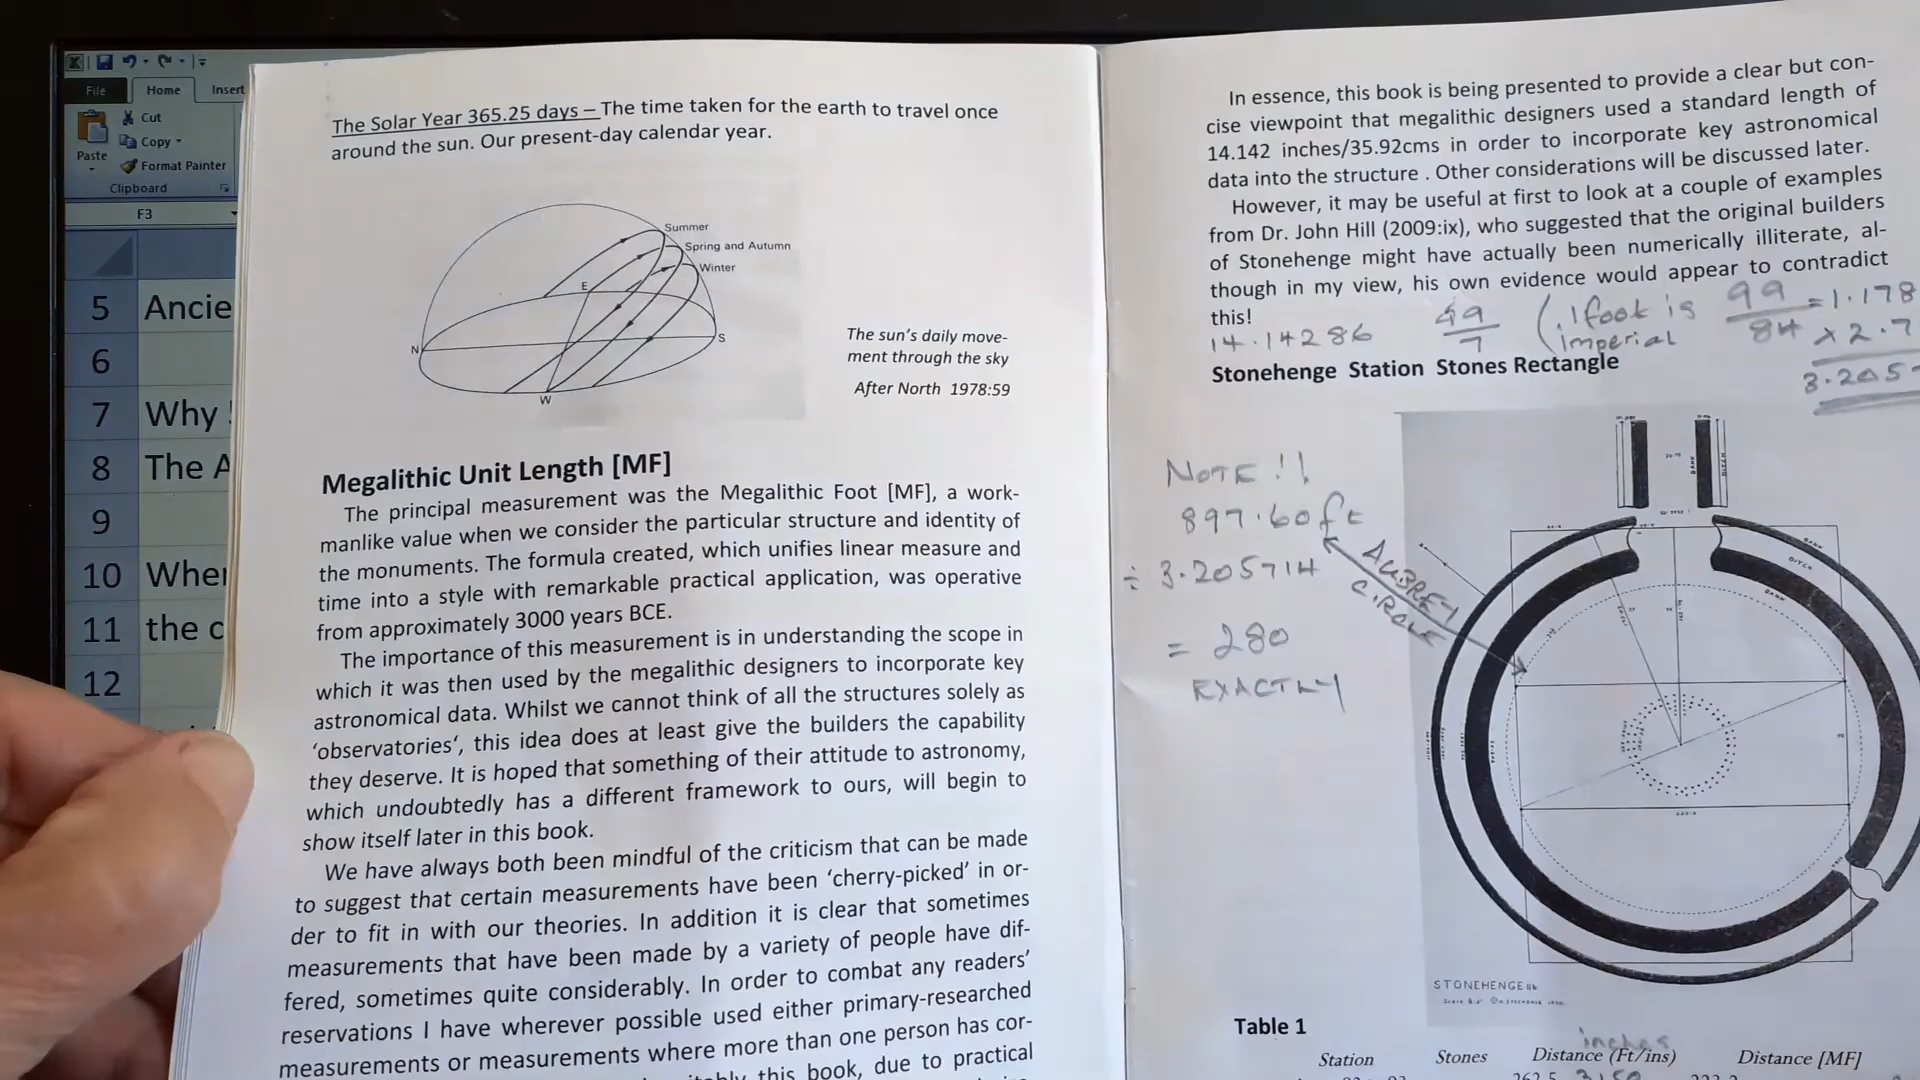 File
Home
Insert
Cut
Copy
Format Painter
Paste
Clipboard
F3
5 Ancie
6
7 Why
8 The A
9
10 Wher
11 the c
12
The Solar Year 365.25 days – The time taken for the earth to travel once
around the sun. Our present-day calendar year.
Summer
Spring and Autumn
Winter
E
N
S
W
The sun's daily move-
ment through the sky
After North 1978:59
Megalithic Unit Length [MF]
The principal measurement was the Megalithic Foot [MF], a work-
manlike value when we consider the particular structure and identity of
the monuments. The formula created, which unifies linear measure and
time into a style with remarkable practical application, was operative
from approximately 3000 years BCE.
The importance of this measurement is in understanding the scope in
which it was then used by the megalithic designers to incorporate key
astronomical data. Whilst we cannot think of all the structures solely as
'observatories', this idea does at least give the builders the capability
they deserve. It is hoped that something of their attitude to astronomy,
which undoubtedly has a different framework to ours, will begin to
show itself later in this book.
We have always both been mindful of the criticism that can be made
to suggest that certain measurements have been 'cherry-picked' in or-
der to fit in with our theories. In addition it is clear that sometimes
measurements that have been made by a variety of people have dif-
fered, sometimes quite considerably. In order to combat any readers'
reservations I have wherever possible used either primary-researched
measurements or measurements where more than one person has cor-
this book, due to practical
In essence, this book is being presented to provide a clear but con-
cise viewpoint that megalithic designers used a standard length of
14.142 inches/35.92cms in order to incorporate key astronomical
data into the structure . Other considerations will be discussed later.
However, it may be useful at first to look at a couple of examples
from Dr. John Hill (2009:ix), who suggested that the original builders
of Stonehenge might have actually been numerically illiterate, al-
though in my view, his own evidence would appear to contradict
this!
14.14286
99/7
(1 foot is
imperial
99/84 = 1.178
× 2.7
3.2057
Stonehenge Station Stones Rectangle
NOTE!!
897.60ft
÷ 3.205714
= 280
EXACTLY
AUBREY
CIRCLE
BANK
DITCH
BANK
STONEHENGE
Table 1
inches
Station Stones Distance (Ft/ins) Distance [MF]